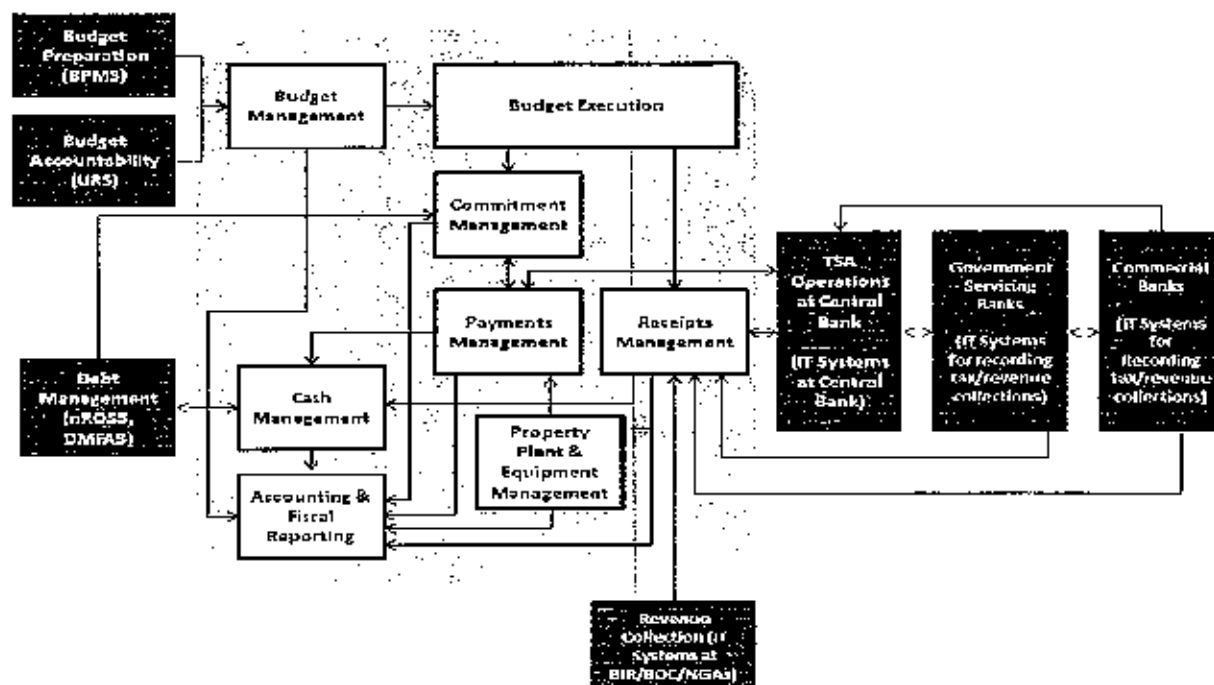 Budget
Preparation
(BPMS)
Budget
Accountability
(URS)
Budget
Management
Budget Execution
Commitment
Management
Payments
Management
Receipts
Management
TSA
Operations
at Central
Bank
(IT Systems
at Central
Bank)
Government
Servicing
Banks
(IT Systems
for recording
tax/revenue
collections)
Commercial
Banks
(IT Systems
for
Recording
tax/revenue
collections)
Debt
Management
(nROSS,
DMFAS)
Cash
Management
Property
Plant &
Equipment
Management
Accounting &
Fiscal
Reporting
Revenue
Collection (IT
Systems at
BIR/BOC/NGAs)